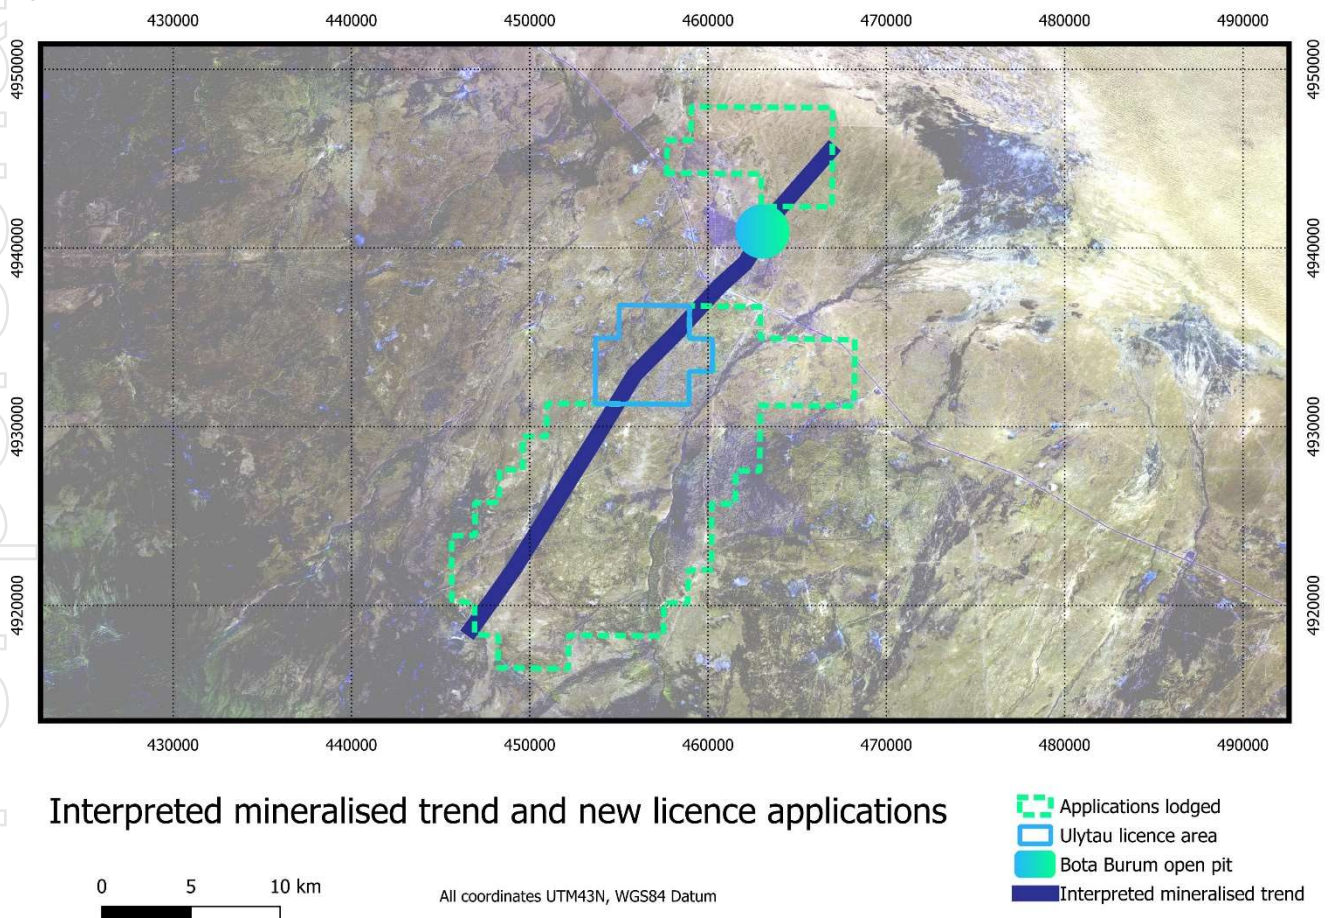 430000 440000 450000 460000 470000 480000 490000
4950000 4950000
4940000 4940000
4930000 4930000
4920000 4920000
430000 440000 450000 460000 470000 480000 490000
Interpreted mineralised trend and new licence applications
Applications lodged
Ulytau licence area
Bota Burum open pit
Interpreted mineralised trend
0 5 10 km
All coordinates UTM43N, WGS84 Datum